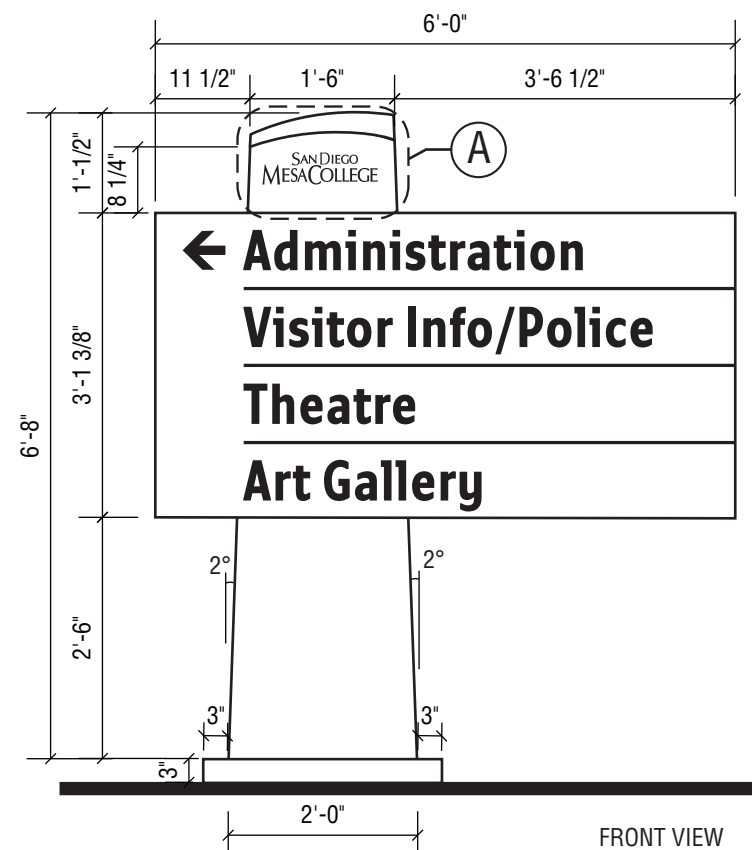 6'-0"
11 1/2" 1'-6" 3'-6 1/2"
1'-1/2"
8 1/4"
A
SAN DIEGO
MESA COLLEGE
Administration
Visitor Info/Police
Theatre
Art Gallery
3'-1 3/8"
6'-8"
2° 2°
2'-6"
3" 3"
3"
2'-0"
FRONT VIEW